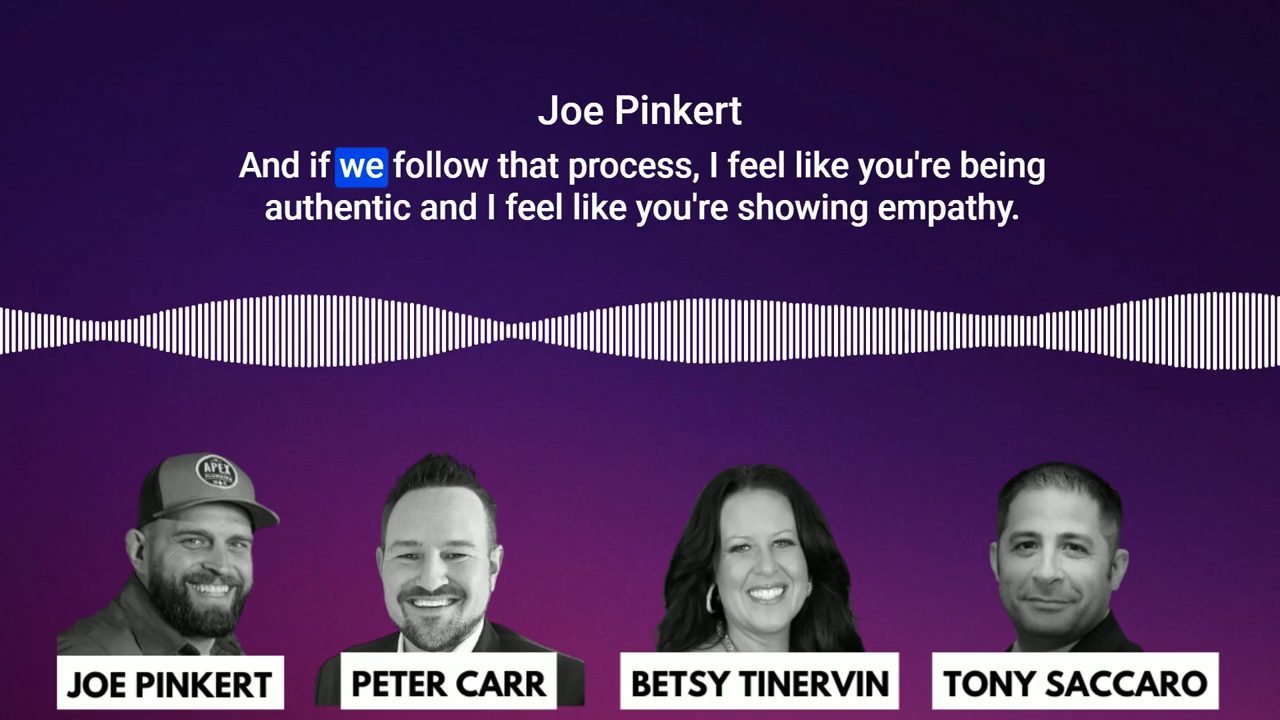 Joe Pinkert
And if we follow that process, I feel like you're being
authentic and I feel like you're showing empathy.
APEX
JOE PINKERT
PETER CARR
BETSY TINERVIN
TONY SACCARO